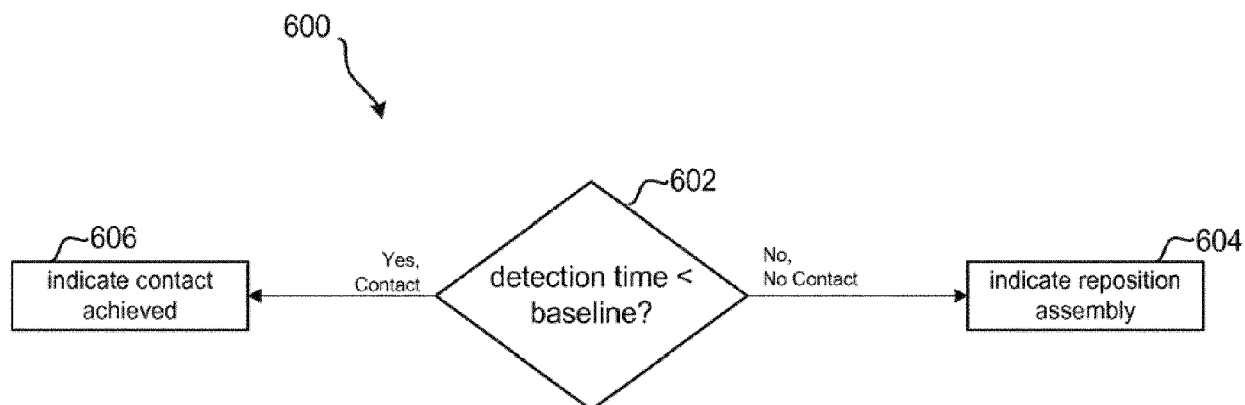 600
602
606
indicate contact
achieved
Yes,
Contact
detection time <
baseline?
No,
No Contact
604
indicate reposition
assembly